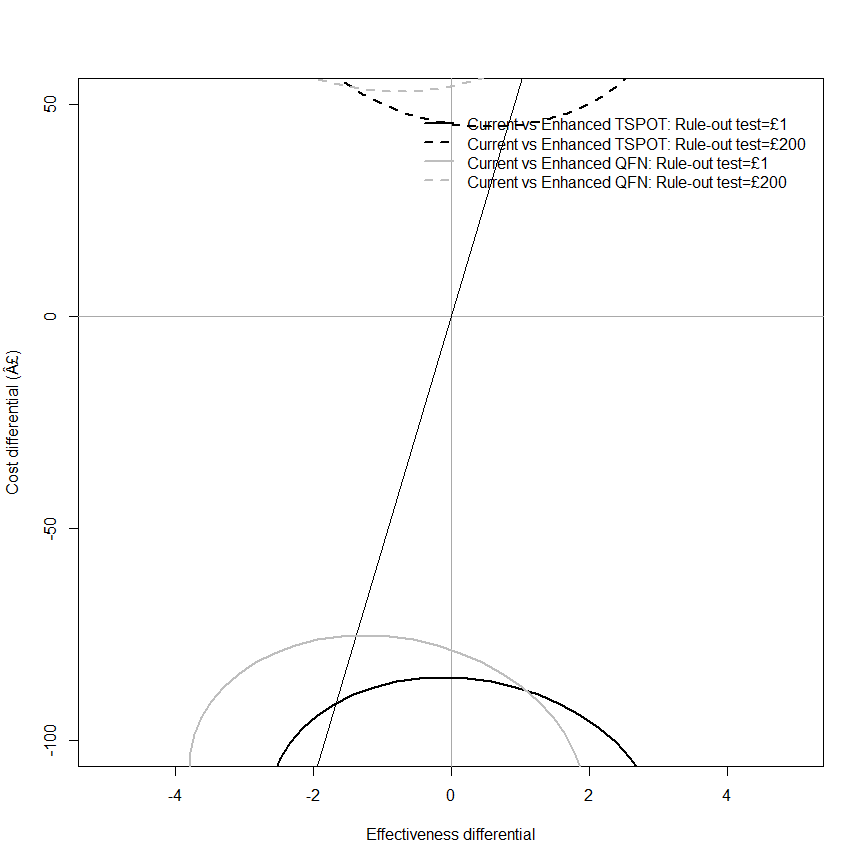 50
Current vs Enhanced TSPOT: Rule-out test=£1
Current vs Enhanced TSPOT: Rule-out test=£200
Current vs Enhanced QFN: Rule-out test=£1
Current vs Enhanced QFN: Rule-out test=£200
0
Cost differential (Â£)
-50
-100
-4 -2 0 2 4
Effectiveness differential